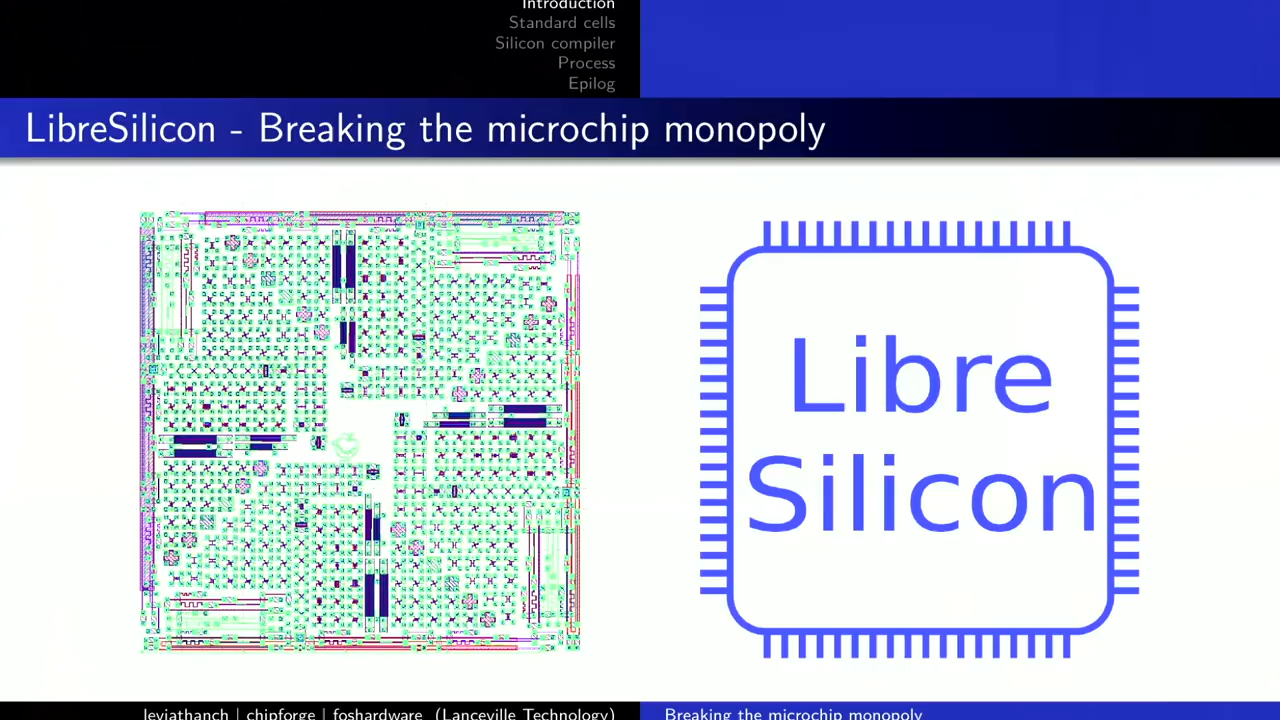 Introduction
Standard cells
Silicon compiler
Process
Epilog
LibreSilicon - Breaking the microchip monopoly
Libre
Silicon
leviathanch | chipforge | foshardware (Lanceville Technology)
Breaking the microchip monopoly